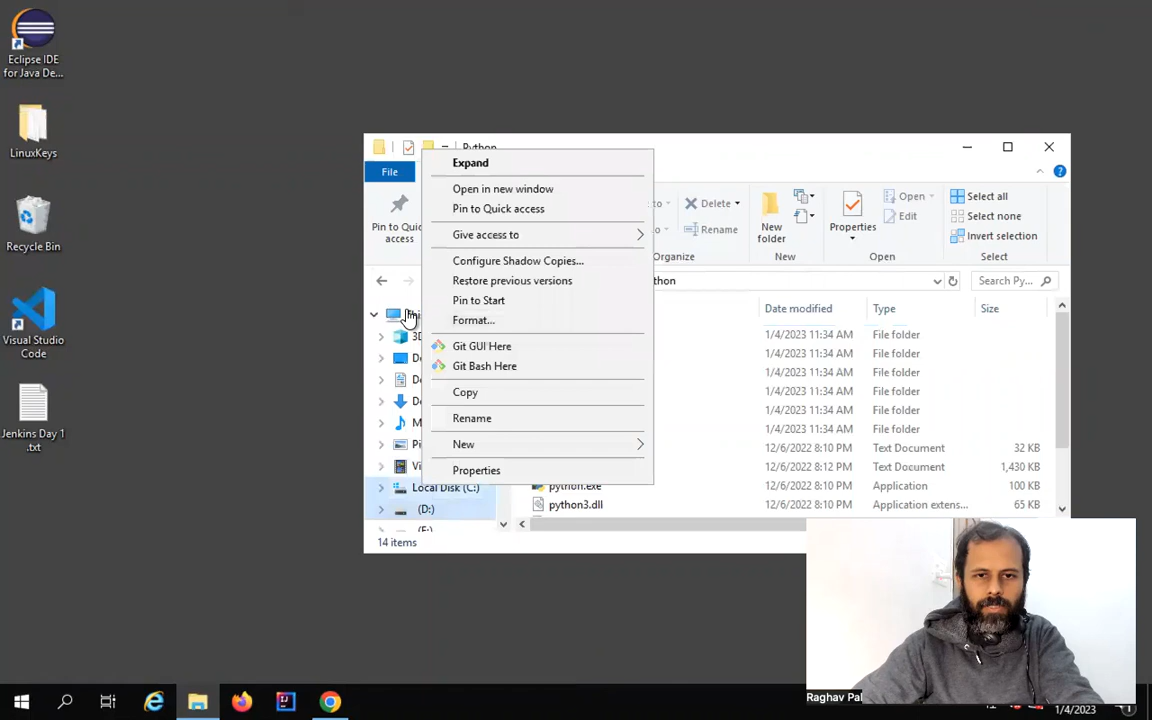 Eclipse IDE
for Java De...
LinuxKeys
Recycle Bin
Visual Studio
Code
Jenkins Day 1
.txt
Python
File
Pin to Quick
access
Expand
Open in new window
Pin to Quick access
Give access to
Configure Shadow Copies...
Restore previous versions
Pin to Start
Format...
Git GUI Here
Git Bash Here
Copy
Rename
New
Properties
Delete
Rename
Organize
New
folder
New
Properties
Open
Edit
Open
Select all
Select none
Invert selection
Select
Search Py...
Date modified
Type
Size
1/4/2023 11:34 AM File folder
1/4/2023 11:34 AM File folder
1/4/2023 11:34 AM File folder
1/4/2023 11:34 AM File folder
1/4/2023 11:34 AM File folder
1/4/2023 11:34 AM File folder
12/6/2022 8:10 PM Text Document 32 KB
12/6/2022 8:12 PM Text Document 1,430 KB
python.exe 12/6/2022 8:10 PM Application 100 KB
python3.dll 12/6/2022 8:10 PM Application extens... 65 KB
Local Disk (C:)
(D:)
14 items
Raghav Pal
1/4/2023